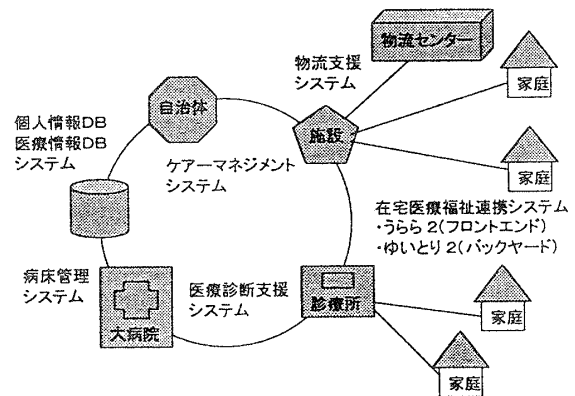 物流センター
物流支援
システム
家庭
自治体
施設
個人情報DB
医療情報DB
システム
ケアーマネジメント
システム
家庭
在宅医療福祉連携システム
・うらら2(フロントエンド)
・ゆいとり2(バックヤード)
病床管理
システム
医療診断支援
システム
大病院
診療所
家庭
家庭